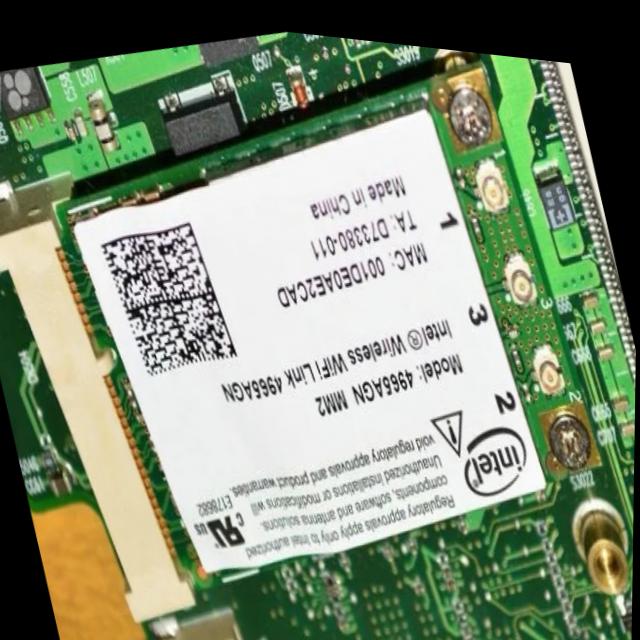 Regulatory approvals apply only to Intel authorized
components, software and antenna solutions.
Unauthorized installations or modifications will
void regulatory approvals and product warranties.
intel
c
us
E179682
Model: 4965AGN MM2
Intel® Wireless WiFi Link 4965AGN
MAC: 001DE0AE2CAD
TA: D73380-011
Made in China
2
3
1